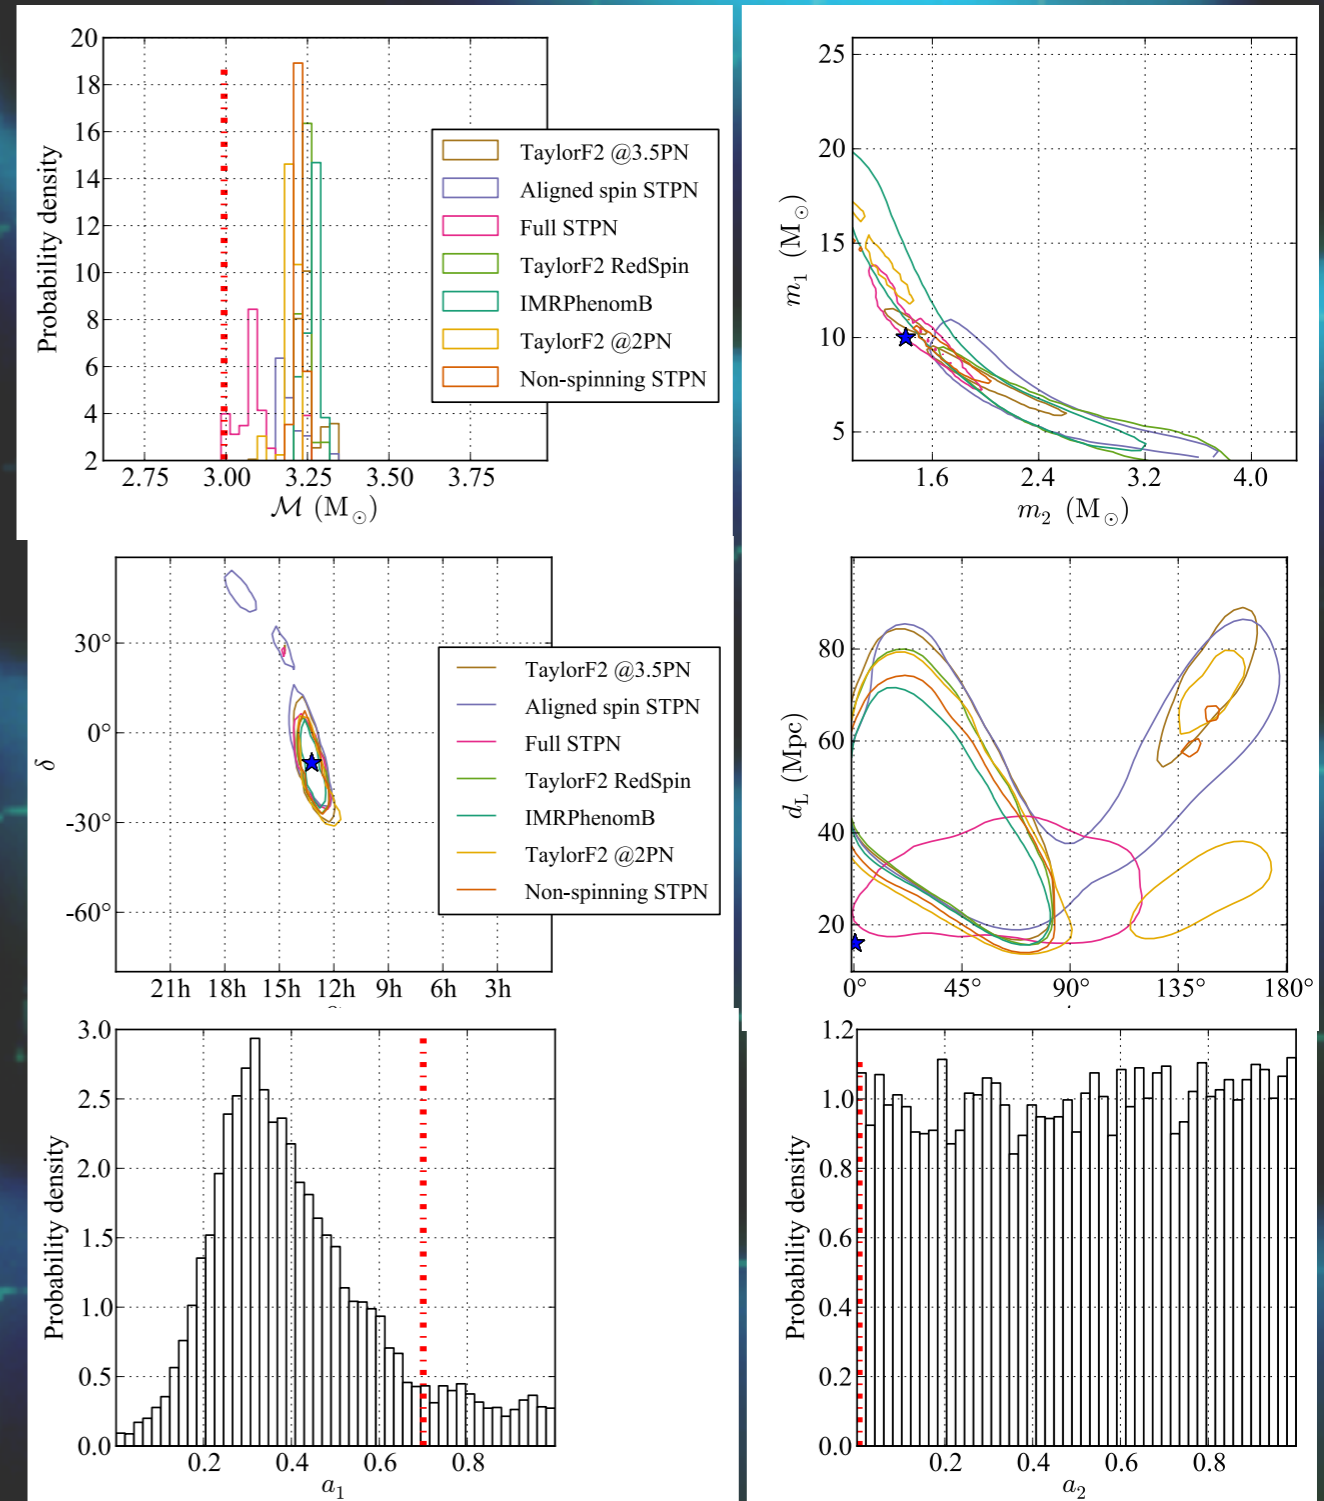 20
18
16
14
12
10
8
6
4
2
Probability density
2.75 3.00 3.25 3.50 3.75
ℳ (M⊙)
TaylorF2 @3.5PN
Aligned spin STPN
Full STPN
TaylorF2 RedSpin
IMRPhenomB
TaylorF2 @2PN
Non-spinning STPN
25
20
15
10
5
m₁ (M⊙)
1.6 2.4 3.2 4.0
m₂ (M⊙)
30°
0°
-30°
-60°
δ
21h 18h 15h 12h 9h 6h 3h
TaylorF2 @3.5PN
Aligned spin STPN
Full STPN
TaylorF2 RedSpin
IMRPhenomB
TaylorF2 @2PN
Non-spinning STPN
80
60
40
20
d_L (Mpc)
0° 45° 90° 135° 180°
3.0
2.5
2.0
1.5
1.0
0.5
0.0
Probability density
0.2 0.4 0.6 0.8
a₁
1.2
1.0
0.8
0.6
0.4
0.2
0.0
Probability density
0.2 0.4 0.6 0.8
a₂